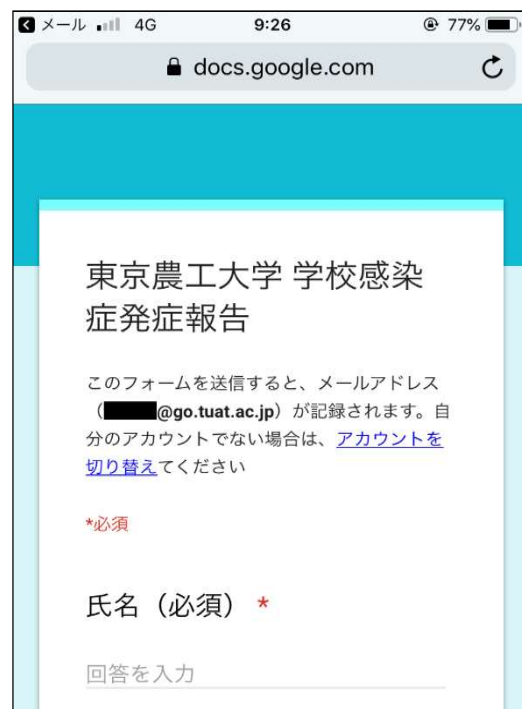 メール 4G 9:26 77%
docs.google.com
東京農工大学 学校感染
症発症報告
このフォームを送信すると、メールアドレス
（@go.tuat.ac.jp）が記録されます。自
分のアカウントでない場合は、アカウントを
切り替えてください
*必須
氏名（必須） *
回答を入力